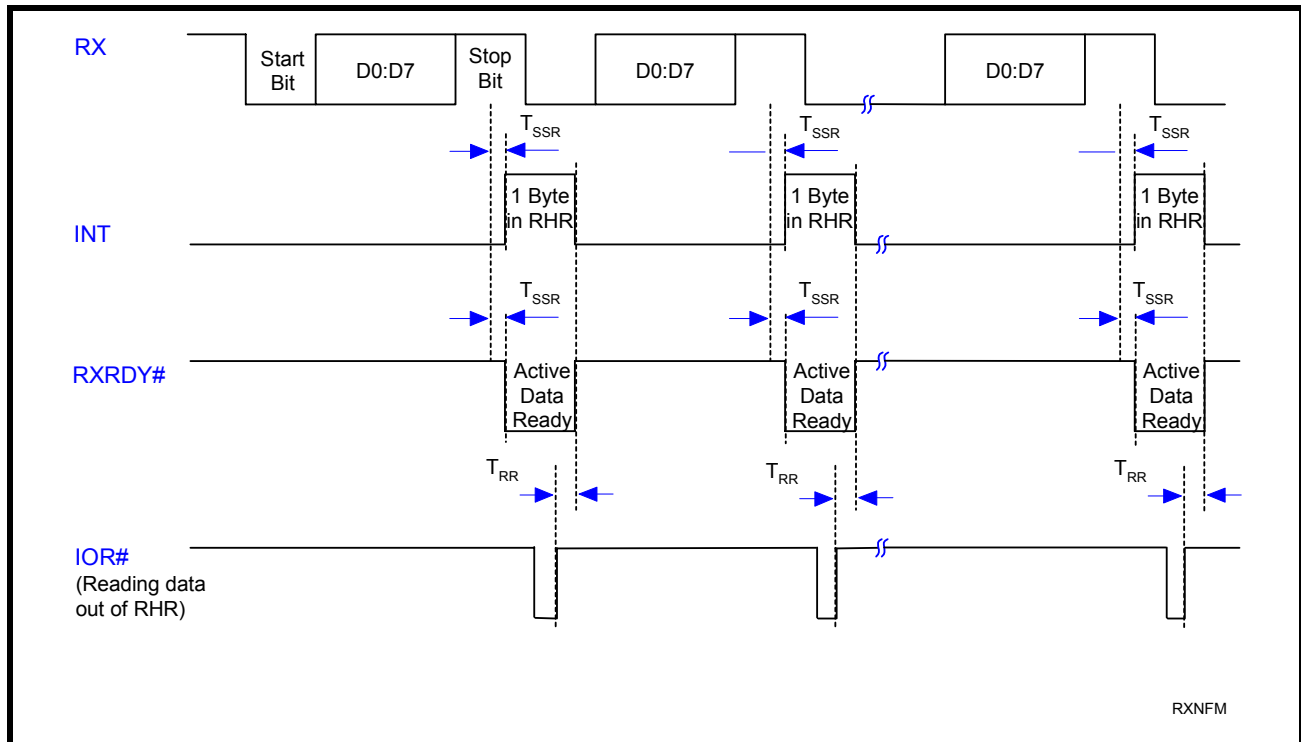 RX
Start
Bit
D0:D7
Stop
Bit
D0:D7
D0:D7
TSSR
TSSR
TSSR
INT
1 Byte
in RHR
1 Byte
in RHR
1 Byte
in RHR
TSSR
TSSR
TSSR
RXRDY#
Active
Data
Ready
Active
Data
Ready
Active
Data
Ready
TRR
TRR
TRR
IOR#
(Reading data
out of RHR)
RXNFM